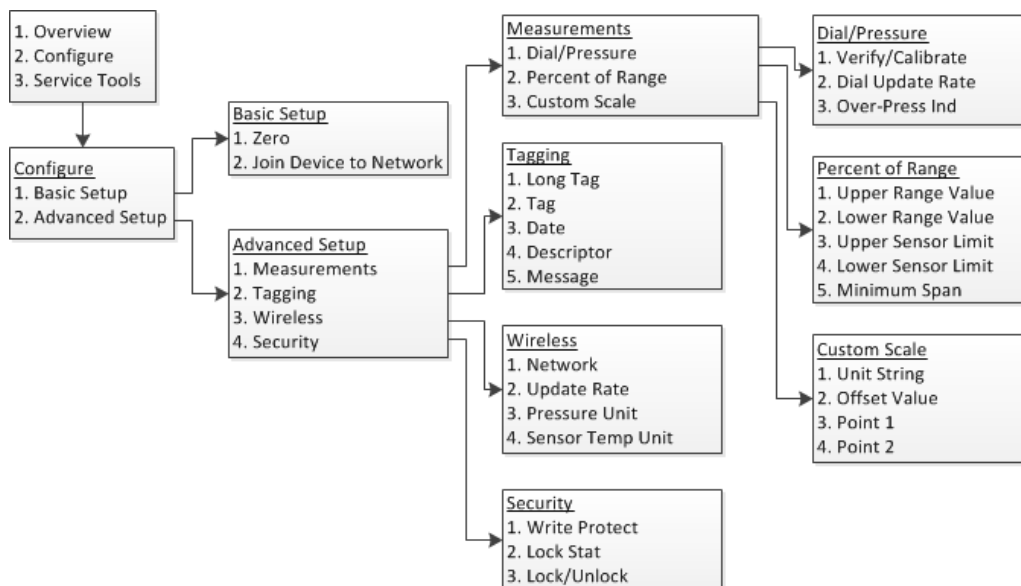 1. Overview
2. Configure
3. Service Tools
Configure
1. Basic Setup
2. Advanced Setup
Basic Setup
1. Zero
2. Join Device to Network
Advanced Setup
1. Measurements
2. Tagging
3. Wireless
4. Security
Measurements
1. Dial/Pressure
2. Percent of Range
3. Custom Scale
Tagging
1. Long Tag
2. Tag
3. Date
4. Descriptor
5. Message
Wireless
1. Network
2. Update Rate
3. Pressure Unit
4. Sensor Temp Unit
Security
1. Write Protect
2. Lock Stat
3. Lock/Unlock
Dial/Pressure
1. Verify/Calibrate
2. Dial Update Rate
3. Over-Press Ind
Percent of Range
1. Upper Range Value
2. Lower Range Value
3. Upper Sensor Limit
4. Lower Sensor Limit
5. Minimum Span
Custom Scale
1. Unit String
2. Offset Value
3. Point 1
4. Point 2